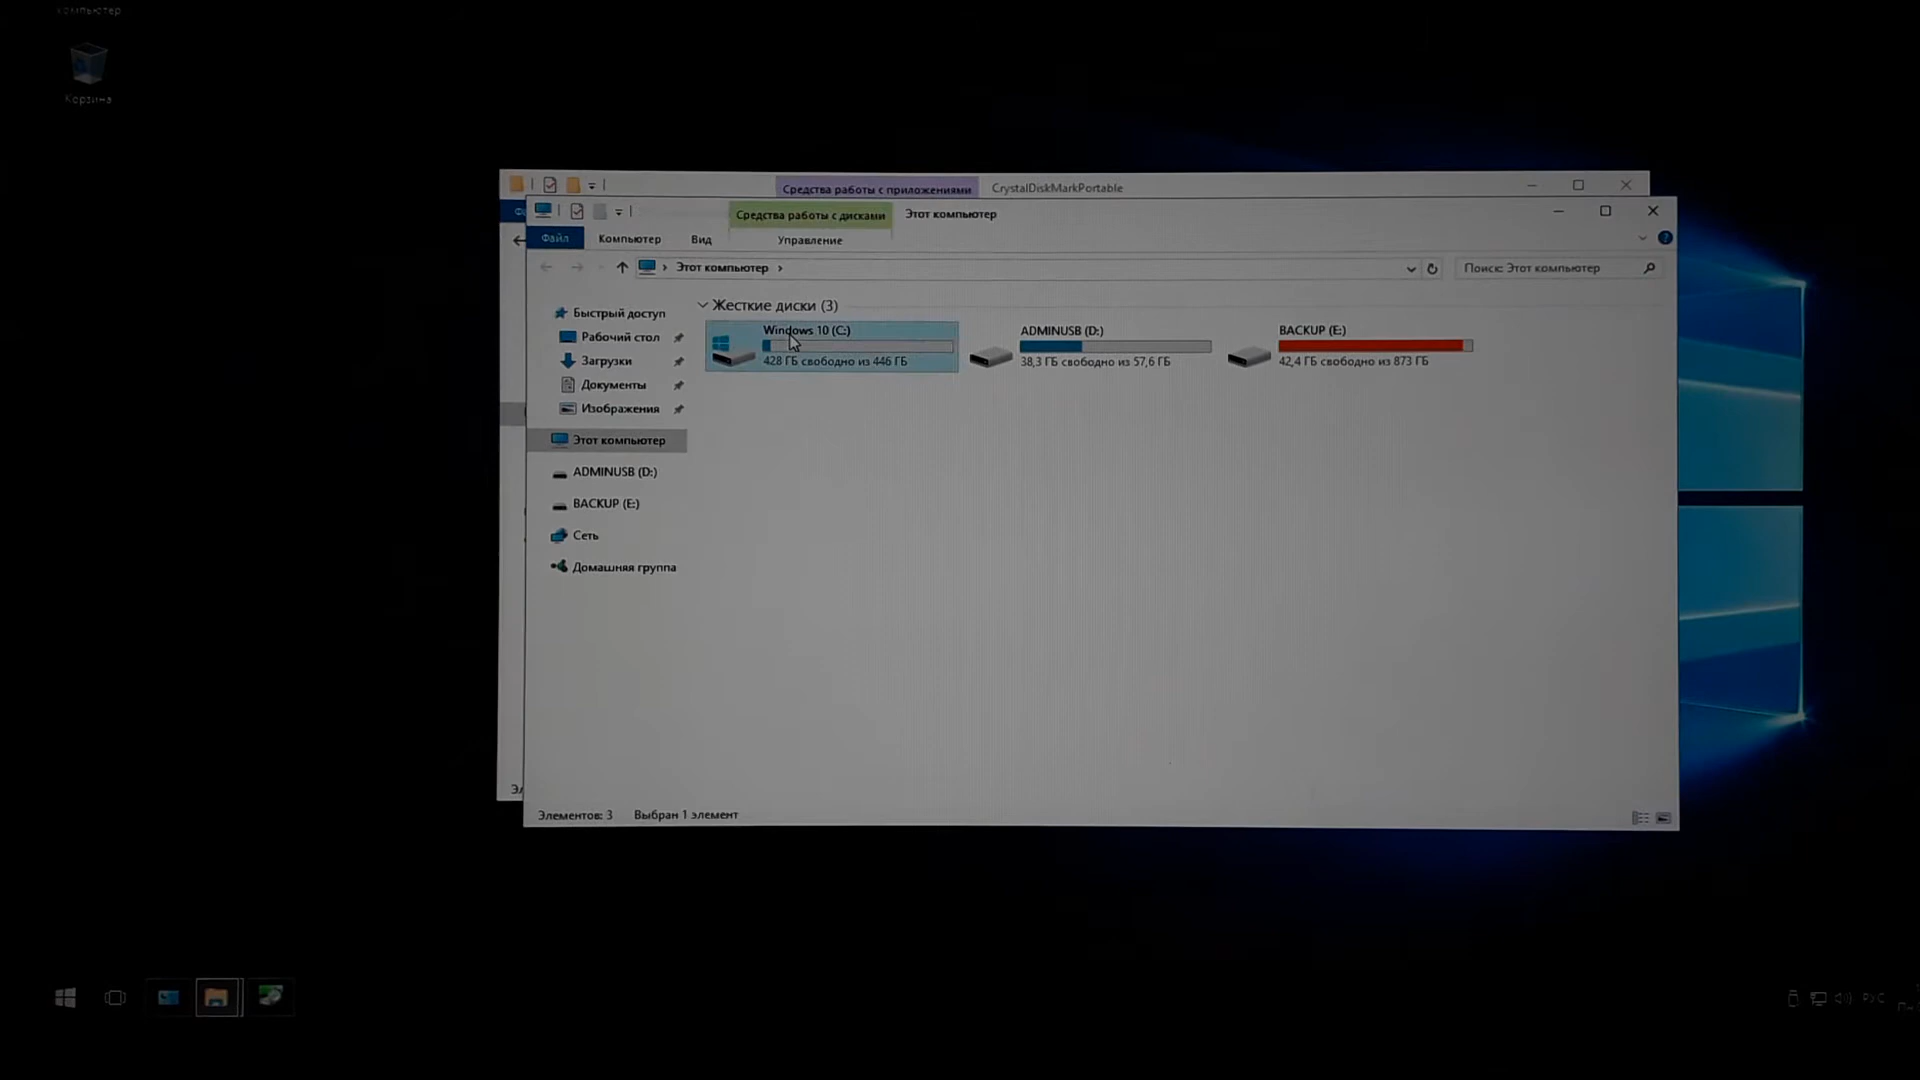 компьютер
Корзина
Средства работы с приложениями
CrystalDiskMarkPortable
Средства работы с дисками
Этот компьютер
Файл
Компьютер
Вид
Управление
Этот компьютер
Поиск: Этот компьютер
Быстрый доступ
Рабочий стол
Загрузки
Документы
Изображения
Этот компьютер
ADMINUSB (D:)
BACKUP (E:)
Сеть
Домашняя группа
Жесткие диски (3)
Windows 10 (C:)
428 ГБ свободно из 446 ГБ
ADMINUSB (D:)
38,3 ГБ свободно из 57,6 ГБ
BACKUP (E:)
42,4 ГБ свободно из 873 ГБ
Элементов: 3
Выбран 1 элемент
РУС